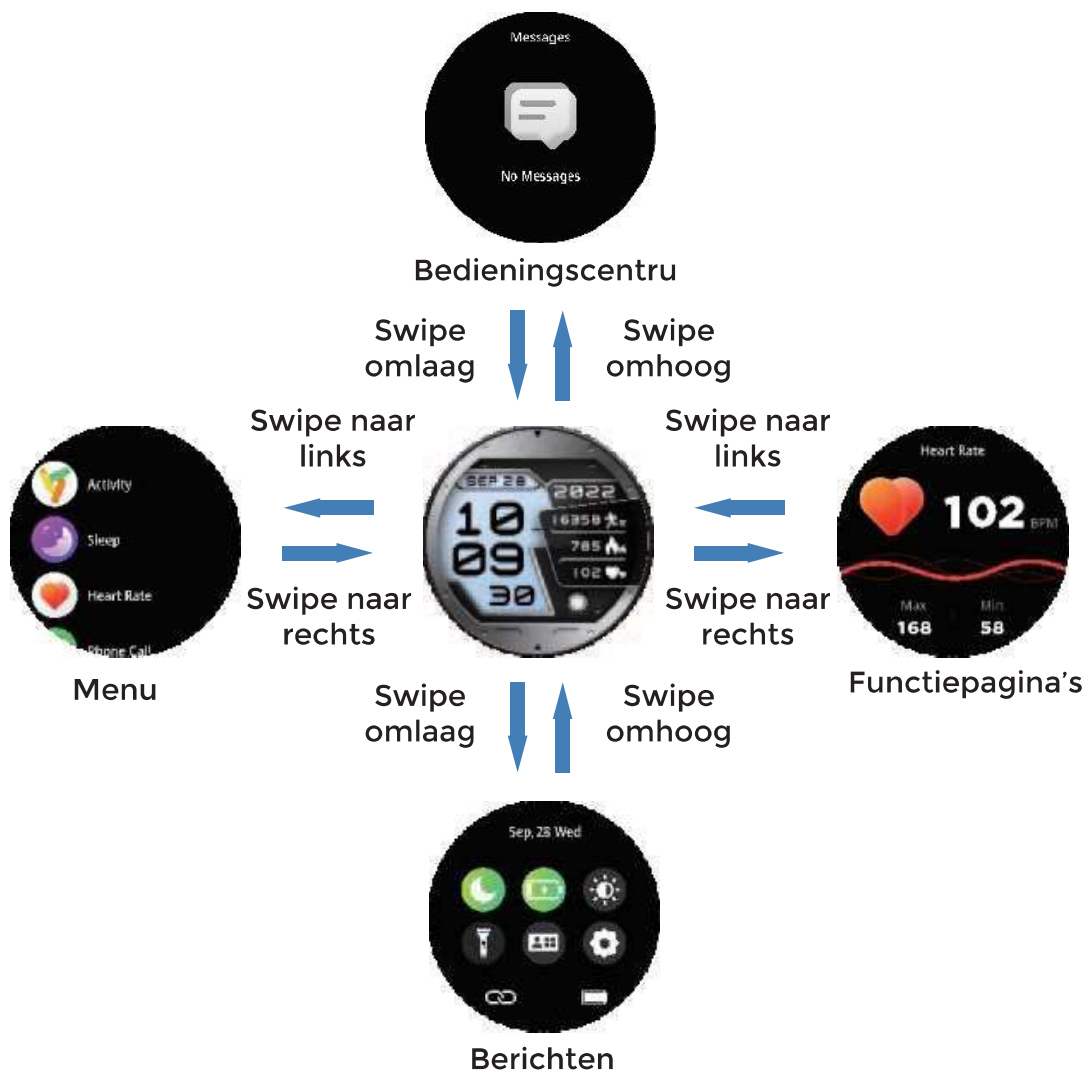 Messages
No Messages
Bedieningscentru
Swipe omlaag
Swipe omhoog
Swipe naar links
Swipe naar links
Activity
Sleep
Heart Rate
Phone Call
Menu
SEP 28
10
09
30
2022
16358
785
102
Heart Rate
102 BPM
Max
168
Min
58
Functiepagina's
Swipe naar rechts
Swipe naar rechts
Swipe omlaag
Swipe omhoog
Sep, 28 Wed
Berichten